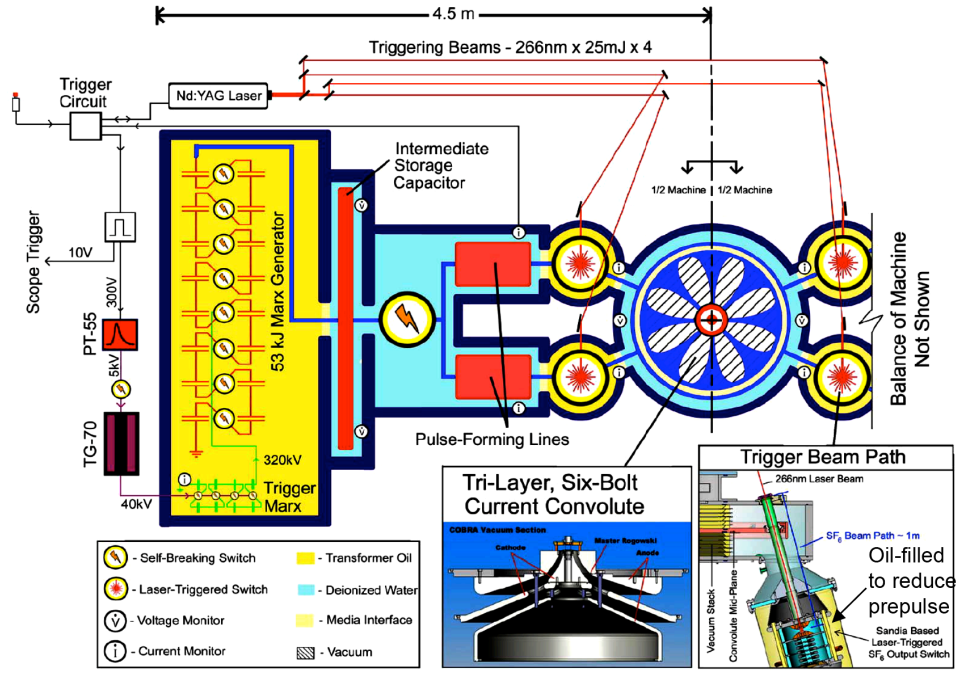 4.5 m
Triggering Beams - 266nm x 25mJ x 4
Trigger
Circuit
Nd:YAG Laser
Intermediate
Storage
Capacitor
1/2 Machine
1/2 Machine
Scope Trigger
10V
300V
PT-55
5kV
TG-70
40kV
53 kJ Marx Generator
320kV
Trigger
Marx
Pulse-Forming Lines
Balance of Machine
Not Shown
v
v
v
v
i
i
i
i
i
i
i
- Self-Breaking Switch
- Laser-Triggered Switch
v - Voltage Monitor
i - Current Monitor
- Transformer Oil
- Deionized Water
- Media Interface
- Vacuum
Tri-Layer, Six-Bolt
Current Convolute
COBRA Vacuum Section
Cathode
Master Rogowski
Anode
Trigger Beam Path
266nm Laser Beam
SF6 Beam Path ~ 1m
Vacuum Stack
Convolute Mid-Plane
Oil-filled
to reduce
prepulse
Sandia Based
Laser-Triggered
SF6 Output Switch